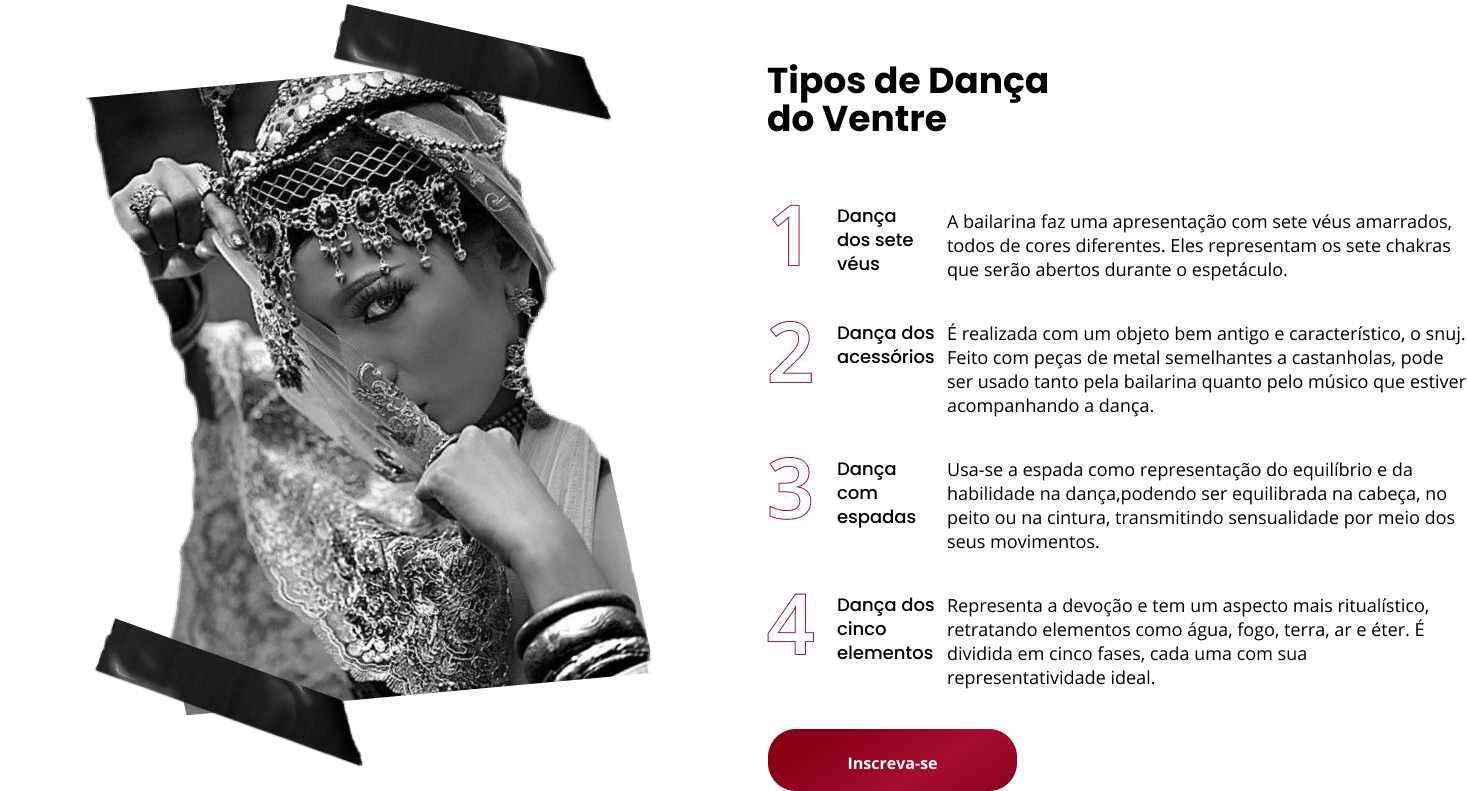 Tipos de Dança
do Ventre
1
Dança
dos sete
véus
A bailarina faz uma apresentação com sete véus amarrados,
todos de cores diferentes. Eles representam os sete chakras
que serão abertos durante o espetáculo.
2
Dança dos
acessórios
É realizada com um objeto bem antigo e característico, o snuj.
Feito com peças de metal semelhantes a castanholas, pode
ser usado tanto pela bailarina quanto pelo músico que estiver
acompanhando a dança.
3
Dança
com
espadas
Usa-se a espada como representação do equilíbrio e da
habilidade na dança,podendo ser equilibrada na cabeça, no
peito ou na cintura, transmitindo sensualidade por meio dos
seus movimentos.
4
Dança dos
cinco
elementos
Representa a devoção e tem um aspecto mais ritualístico,
retratando elementos como água, fogo, terra, ar e éter. É
dividida em cinco fases, cada uma com sua
representatividade ideal.
Inscreva-se